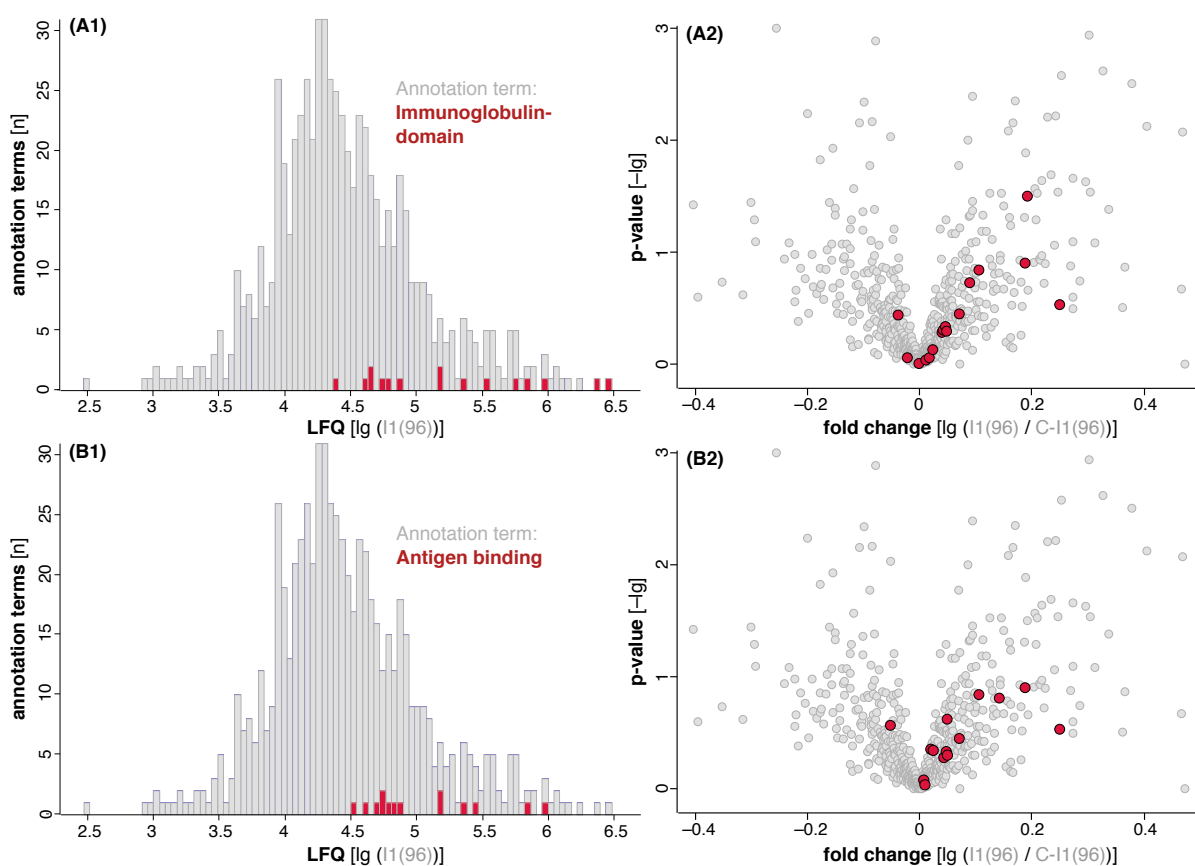 (A1)
annotation terms [n]
0
5
10
15
20
25
30
Annotation term:
Immunoglobulin-
domain
2.5 3 3.5 4 4.5 5 5.5 6 6.5
LFQ [lg (I1(96))]
(A2)
p-value [–lg]
0
1
2
3
−0.4 −0.2 0 0.2 0.4
fold change [lg (I1(96) / C-I1(96))]
(B1)
annotation terms [n]
0
5
10
15
20
25
30
Annotation term:
Antigen binding
2.5 3 3.5 4 4.5 5 5.5 6 6.5
LFQ [lg (I1(96))]
(B2)
p-value [–lg]
0
1
2
3
−0.4 −0.2 0 0.2 0.4
fold change [lg (I1(96) / C-I1(96))]